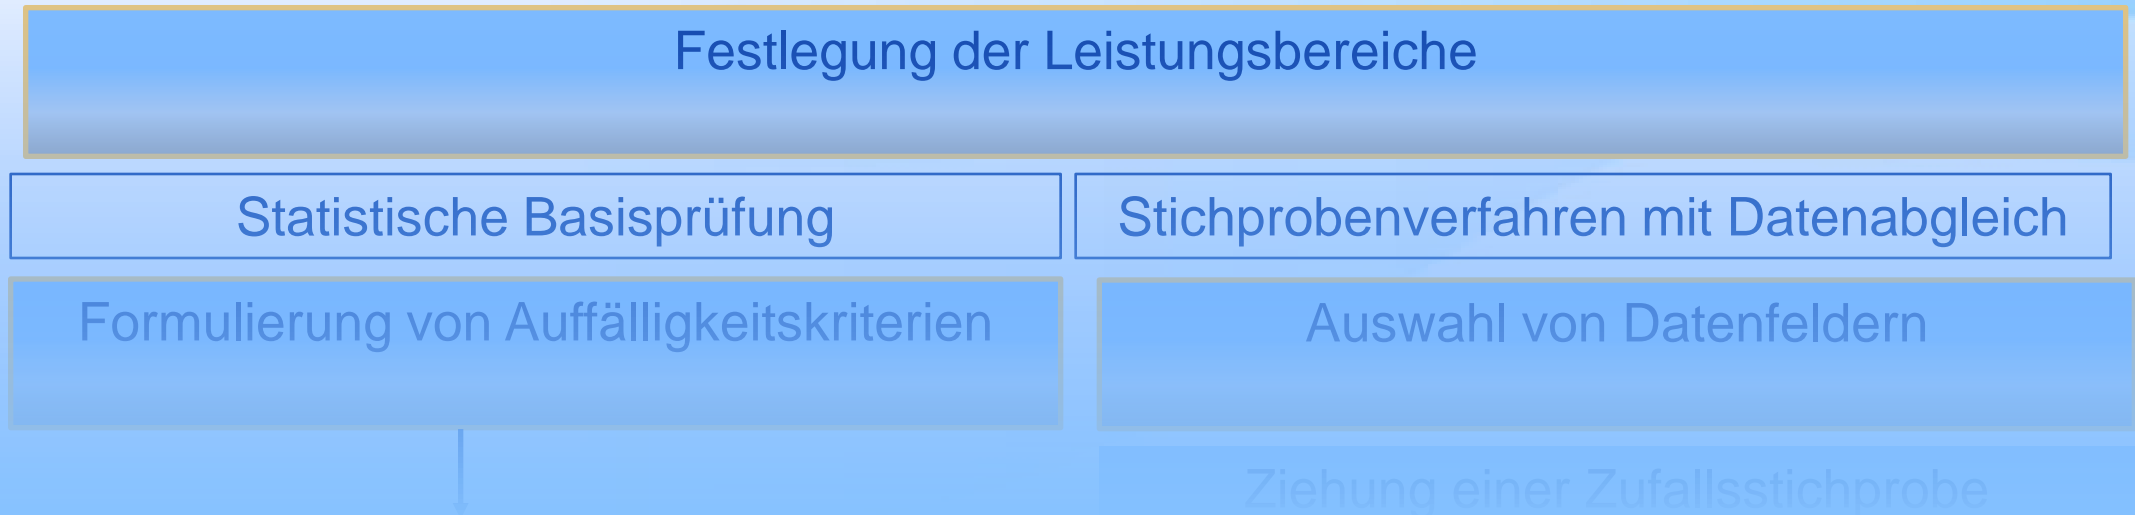 Festlegung der Leistungsbereiche
Statistische Basisprüfung
Stichprobenverfahren mit Datenabgleich
Formulierung von Auffälligkeitskriterien
Auswahl von Datenfeldern
Ziehung einer Zufallsstichprobe